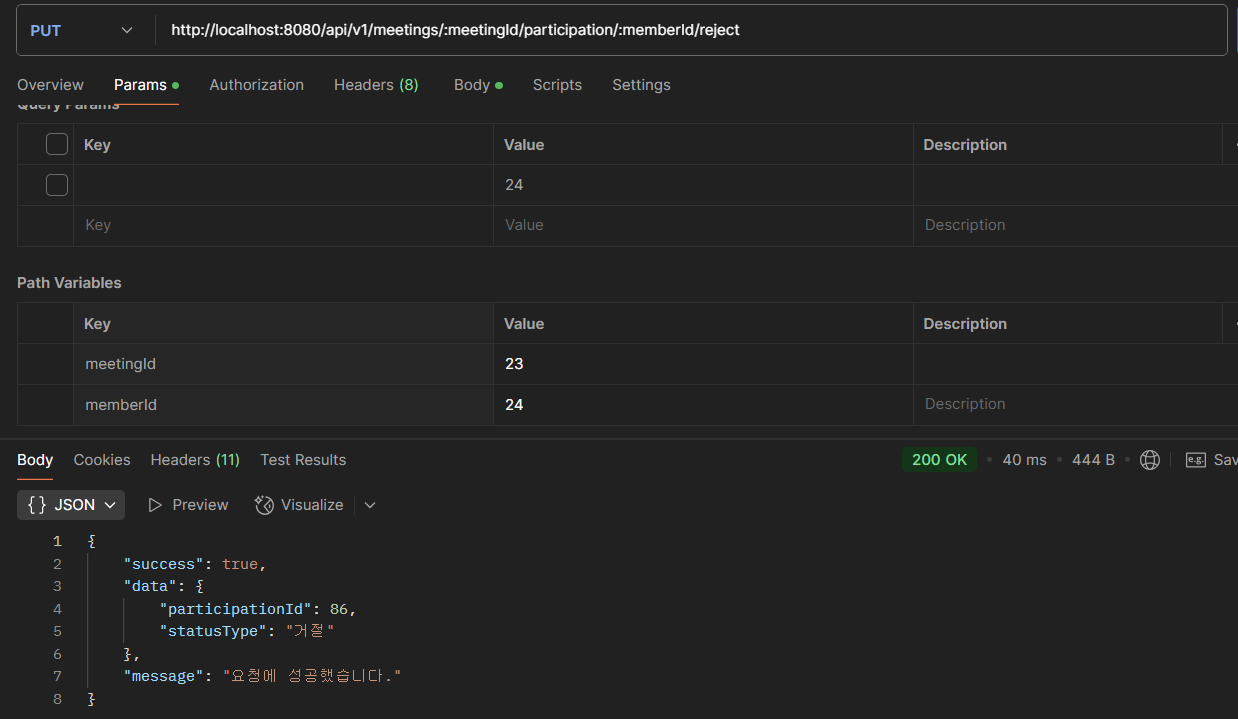 PUT http://localhost:8080/api/v1/meetings/:meetingId/participation/:memberId/reject
Overview Params Authorization Headers (8) Body Scripts Settings
Query Params
Key Value Description
24
Key Value Description
Path Variables
Key Value Description
meetingId 23
memberId 24 Description
Body Cookies Headers (11) Test Results 200 OK • 40 ms • 444 B • e.g. Sav
{} JSON Preview Visualize
1 {
2 "success": true,
3 "data": {
4 "participationId": 86,
5 "statusType": "거절"
6 },
7 "message": "요청에 성공했습니다."
8 }